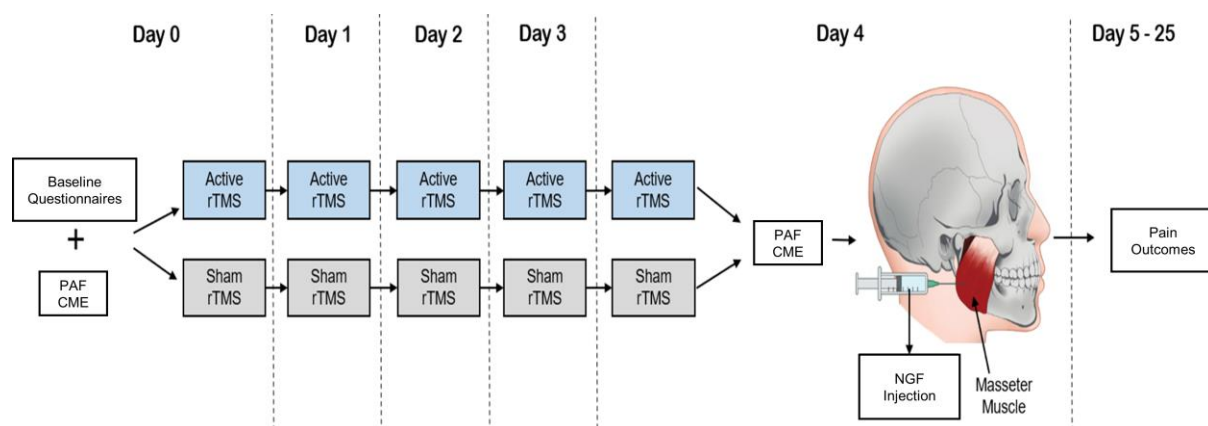 Day 0
Day 1
Day 2
Day 3
Day 4
Day 5 - 25
Baseline
Questionnaires
+
PAF
CME
Active
rTMS
Active
rTMS
Active
rTMS
Active
rTMS
Active
rTMS
Sham
rTMS
Sham
rTMS
Sham
rTMS
Sham
rTMS
Sham
rTMS
PAF
CME
NGF
Injection
Masseter
Muscle
Pain
Outcomes